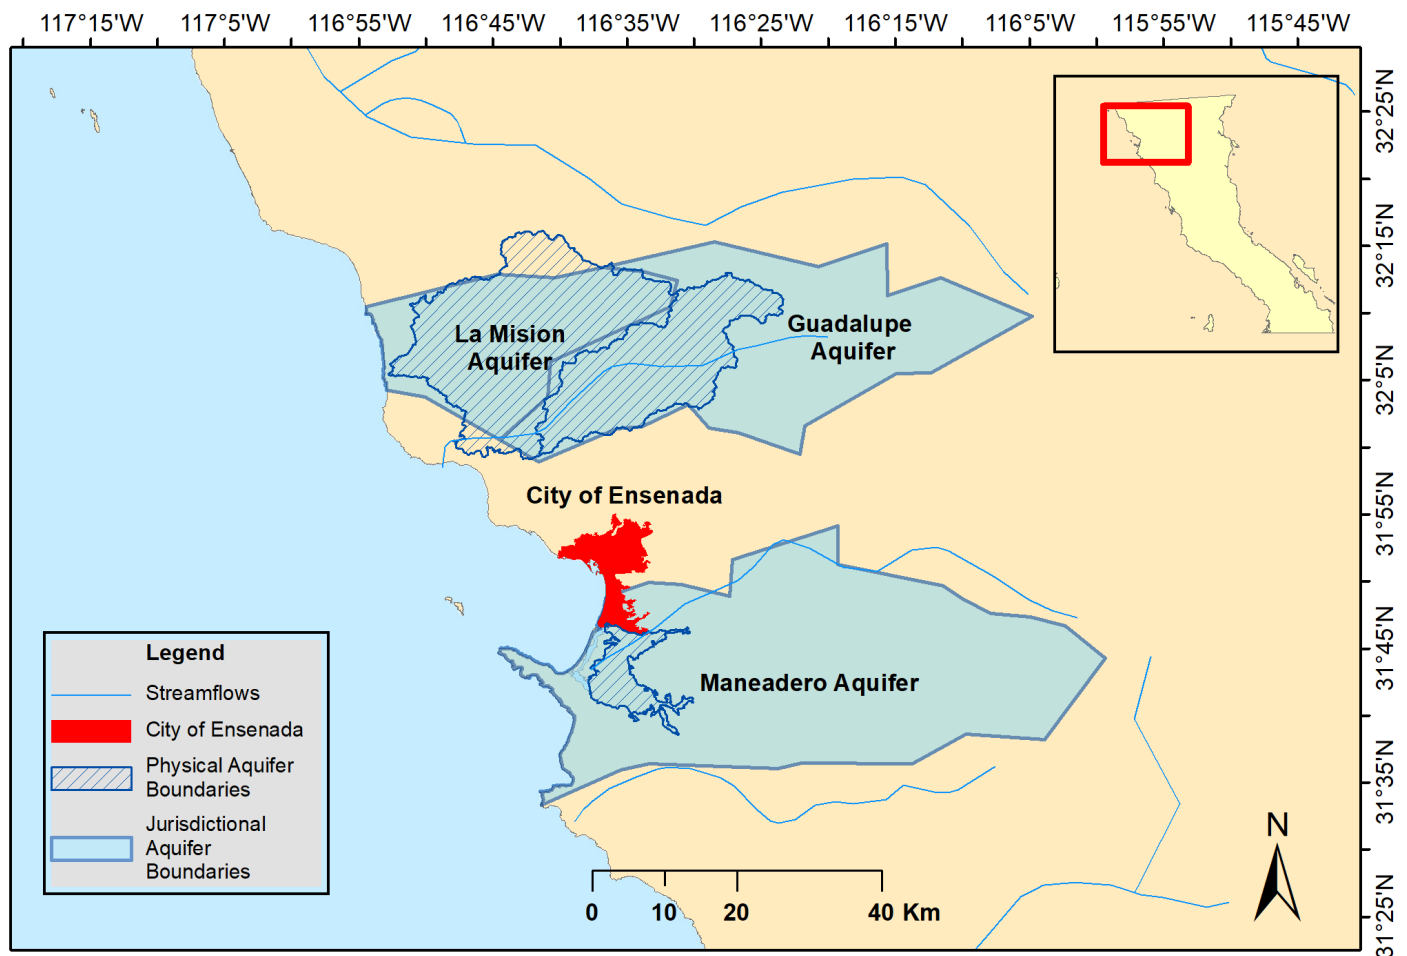 117°15'W
117°5'W
116°55'W
116°45'W
116°35'W
116°25'W
116°15'W
116°5'W
115°55'W
115°45'W
32°25'N
32°15'N
32°5'N
31°55'N
31°45'N
31°35'N
31°25'N
La Mision
Aquifer
Guadalupe
Aquifer
City of Ensenada
Maneadero Aquifer
Legend
Streamflows
City of Ensenada
Physical Aquifer
Boundaries
Jurisdictional
Aquifer
Boundaries
0 10 20 40 Km
N